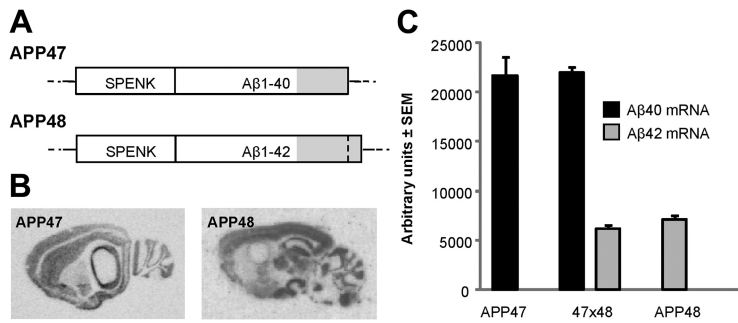 A
APP47
SPENK Aβ1-40
APP48
SPENK Aβ1-42
B
APP47
APP48
C
Arbitrary units ± SEM
25000
20000
15000
10000
5000
0
Aβ40 mRNA
Aβ42 mRNA
APP47 47x48 APP48